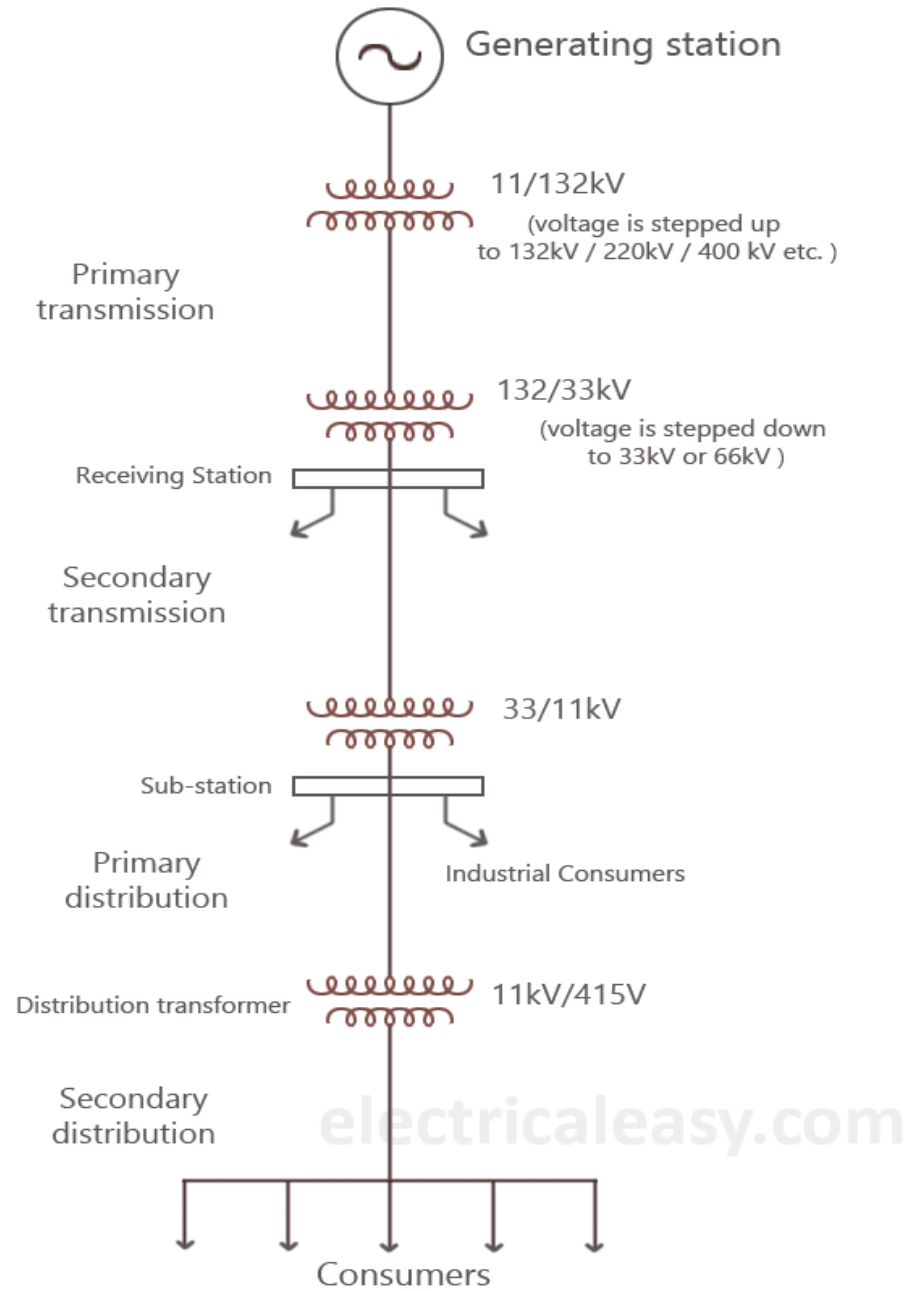 Generating station
11/132kV
(voltage is stepped up
to 132kV / 220kV / 400 kV etc. )
Primary
transmission
132/33kV
(voltage is stepped down
to 33kV or 66kV )
Receiving Station
Secondary
transmission
33/11kV
Sub-station
Primary
distribution
Industrial Consumers
Distribution transformer
11kV/415V
Secondary
distribution
electricaleasy.com
Consumers